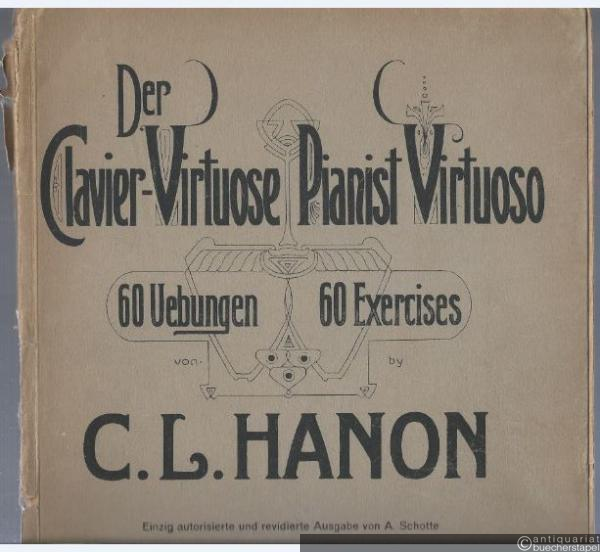 Der
Clavier-Virtuose Pianist Virtuoso
60 Uebungen 60 Exercises
von by
C. L. HANON
Einzig autorisierte und revidierte Ausgabe von A. Schotte
©antiquariat
buecherstapel